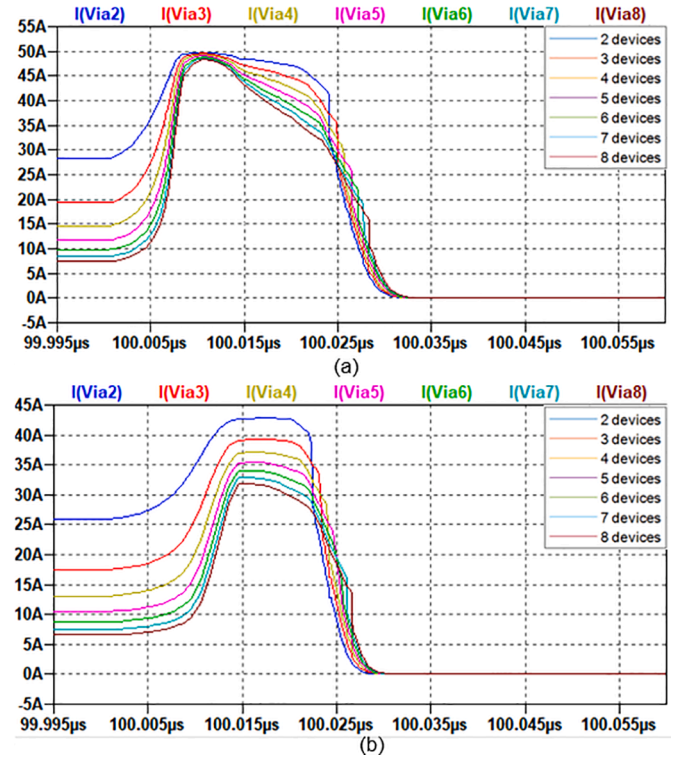 I(Via2) I(Via3) I(Via4) I(Via5) I(Via6) I(Via7) I(Via8)
55A
50A
45A
40A
35A
30A
25A
20A
15A
10A
5A
0A
-5A
2 devices
3 devices
4 devices
5 devices
6 devices
7 devices
8 devices
99.995µs 100.005µs 100.015µs 100.025µs 100.035µs 100.045µs 100.055µs
(a)
I(Via2) I(Via3) I(Via4) I(Via5) I(Via6) I(Via7) I(Via8)
45A
40A
35A
30A
25A
20A
15A
10A
5A
0A
-5A
2 devices
3 devices
4 devices
5 devices
6 devices
7 devices
8 devices
99.995µs 100.005µs 100.015µs 100.025µs 100.035µs 100.045µs 100.055µs
(b)